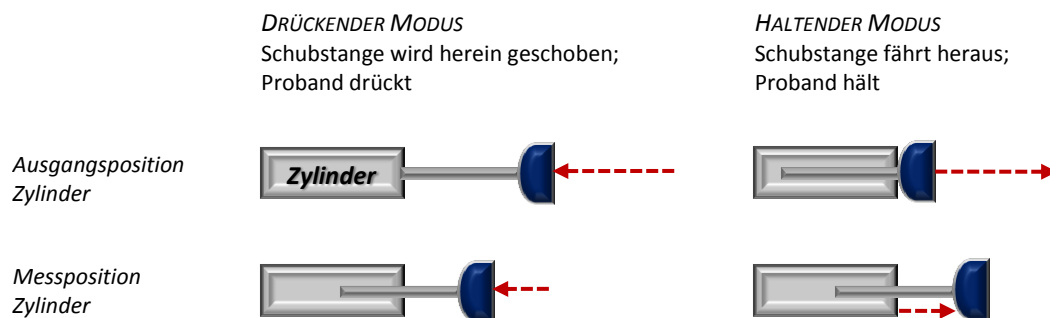 DRÜCKENDER MODUS
Schubstange wird herein geschoben;
Proband drückt
HALTENDER MODUS
Schubstange fährt heraus;
Proband hält
Ausgangsposition
Zylinder
Zylinder
Messposition
Zylinder